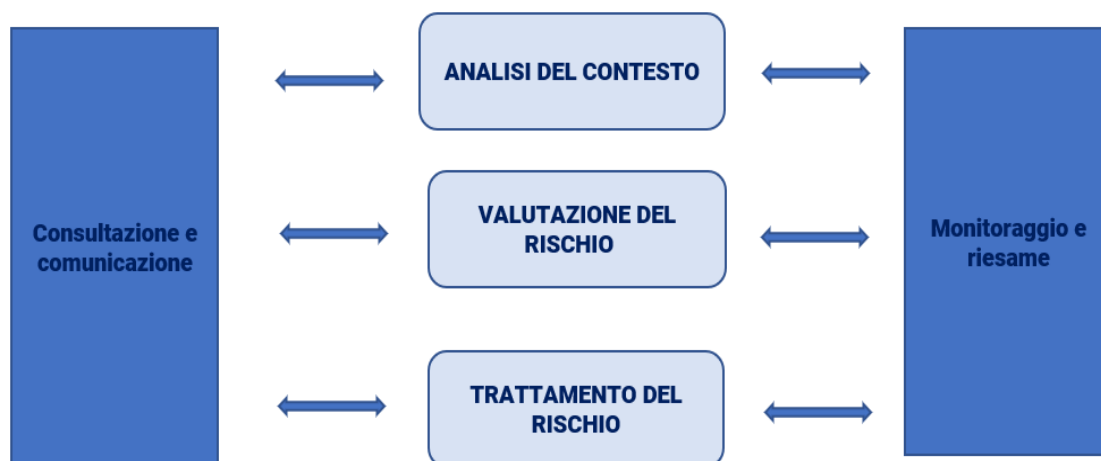 ANALISI DEL CONTESTO
Consultazione e
comunicazione
VALUTAZIONE DEL
RISCHIO
Monitoraggio e
riesame
TRATTAMENTO DEL
RISCHIO